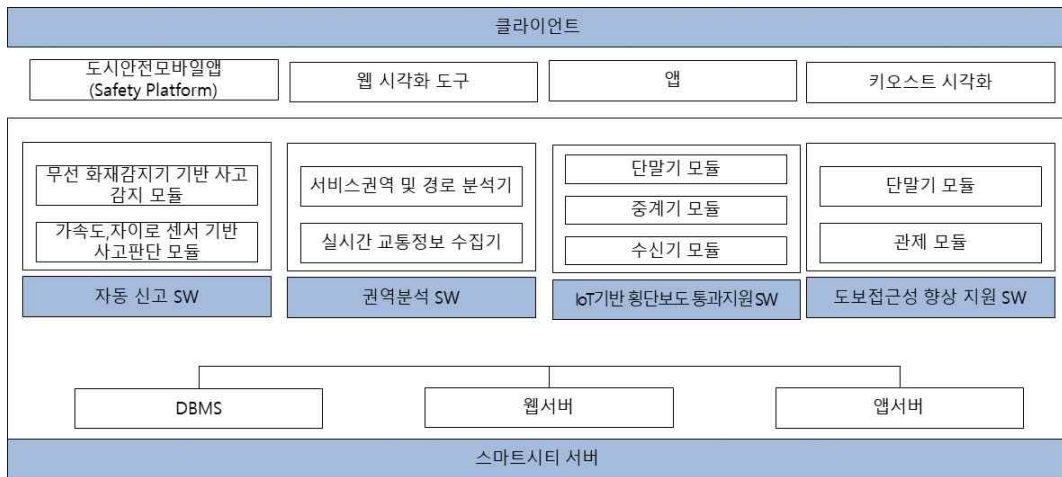 클라이언트
도시안전모바일앱
(Safety Platform)
웹 시각화 도구
앱
키오스트 시각화
무선 화재감지기 기반 사고
감지 모듈
가속도,자이로 센서 기반
사고판단 모듈
자동 신고 SW
서비스권역 및 경로 분석기
실시간 교통정보 수집기
권역분석 SW
단말기 모듈
중계기 모듈
수신기 모듈
IoT기반 횡단보도 통과지원 SW
단말기 모듈
관제 모듈
도보접근성 향상 지원 SW
DBMS
웹서버
앱서버
스마트시티 서버